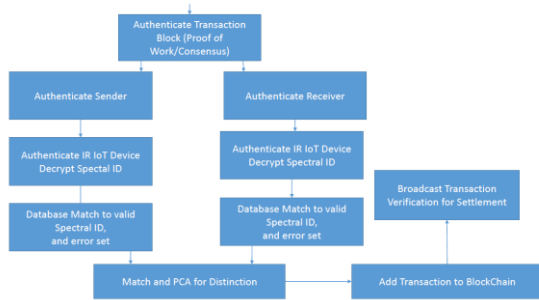 Authenticate Transaction
Block (Proof of
Work/Consensus)
Authenticate Sender
Authenticate Receiver
Authenticate IR IoT Device
Decrypt Spectal ID
Authenticate IR IoT Device
Decrypt Spectral ID
Database Match to valid
Spectral ID,
and error set
Database Match to valid
Spectral ID,
and error set
Broadcast Transaction
Verification for Settlement
Match and PCA for Distinction
Add Transaction to BlockChain